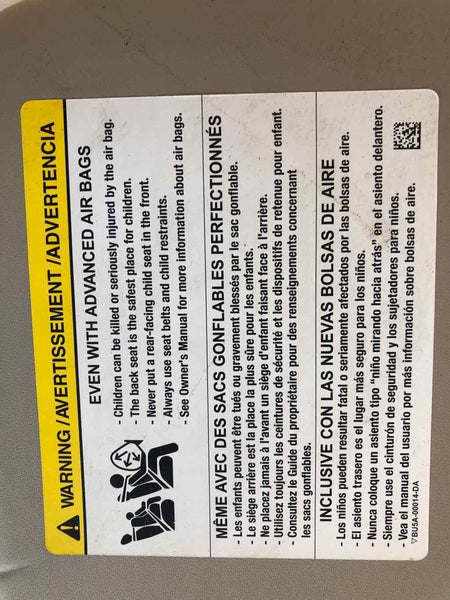 WARNING/AVERTISSEMENT/ADVERTENCIA
EVEN WITH ADVANCED AIR BAGS
- Children can be killed or seriously injured by the air bag.
- The back seat is the safest place for children.
- Never put a rear-facing child seat in the front.
- Always use seat belts and child restraints.
- See Owner's Manual for more information about air bags.
MÊME AVEC DES SACS GONFLABLES PERFECTIONNÉS
- Les enfants peuvent être tués ou gravement blessés par le sac gonflable.
- Le siège arrière est la place la plus sûre pour les enfants.
- Ne placez jamais à l'avant un siège d'enfant faisant face à l'arrière.
- Utilisez toujours les ceintures de sécurité et les dispositifs de retenue pour enfant.
- Consultez le Guide du propriétaire pour des renseignements concernant
les sacs gonflables.
INCLUSIVE CON LAS NUEVAS BOLSAS DE AIRE
- Los niños pueden resultar fatal o seriamente afectados por las bolsas de aire.
- El asiento trasero es el lugar más seguro para los niños.
- Nunca coloque un asiento tipo "niño mirando hacia atrás" en el asiento delantero.
- Siempre use el cinturón de seguridad y los sujetadores para niños.
- Vea el manual del usuario por más información sobre bolsas de aire.
▽BU5A-00014-DA